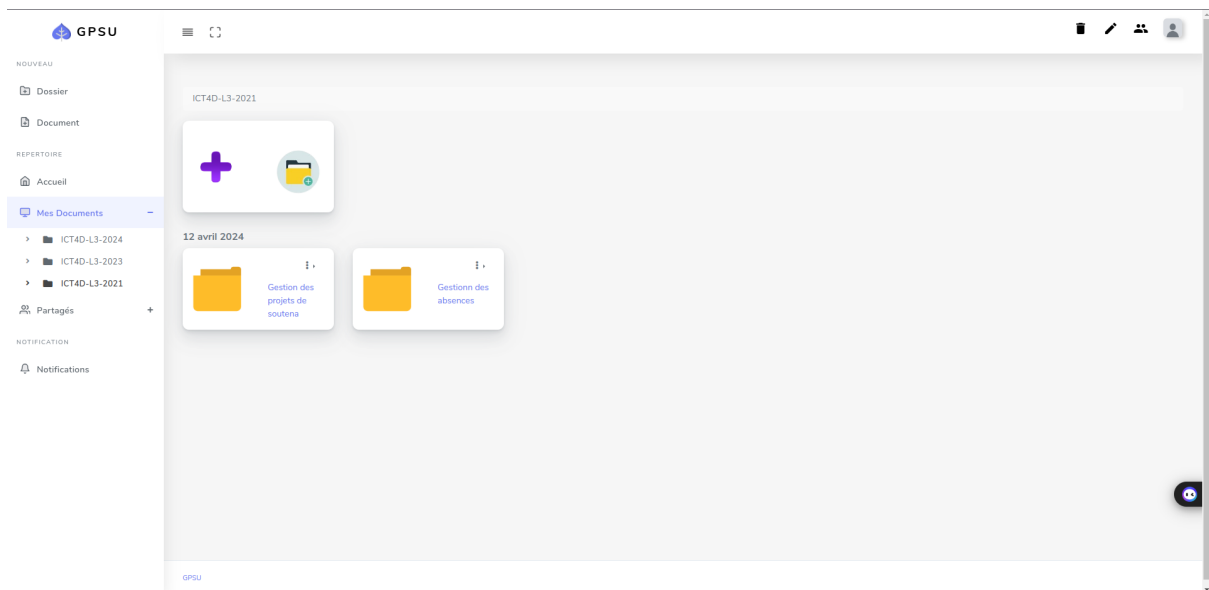 GPSU
NOUVEAU
Dossier
Document
REPERTOIRE
Accueil
Mes Documents
ICT4D-L3-2024
ICT4D-L3-2023
ICT4D-L3-2021
Partagés
NOTIFICATION
Notifications
ICT4D-L3-2021
12 avril 2024
Gestion des
projets de
soutena
Gestionn des
absences
GPSU